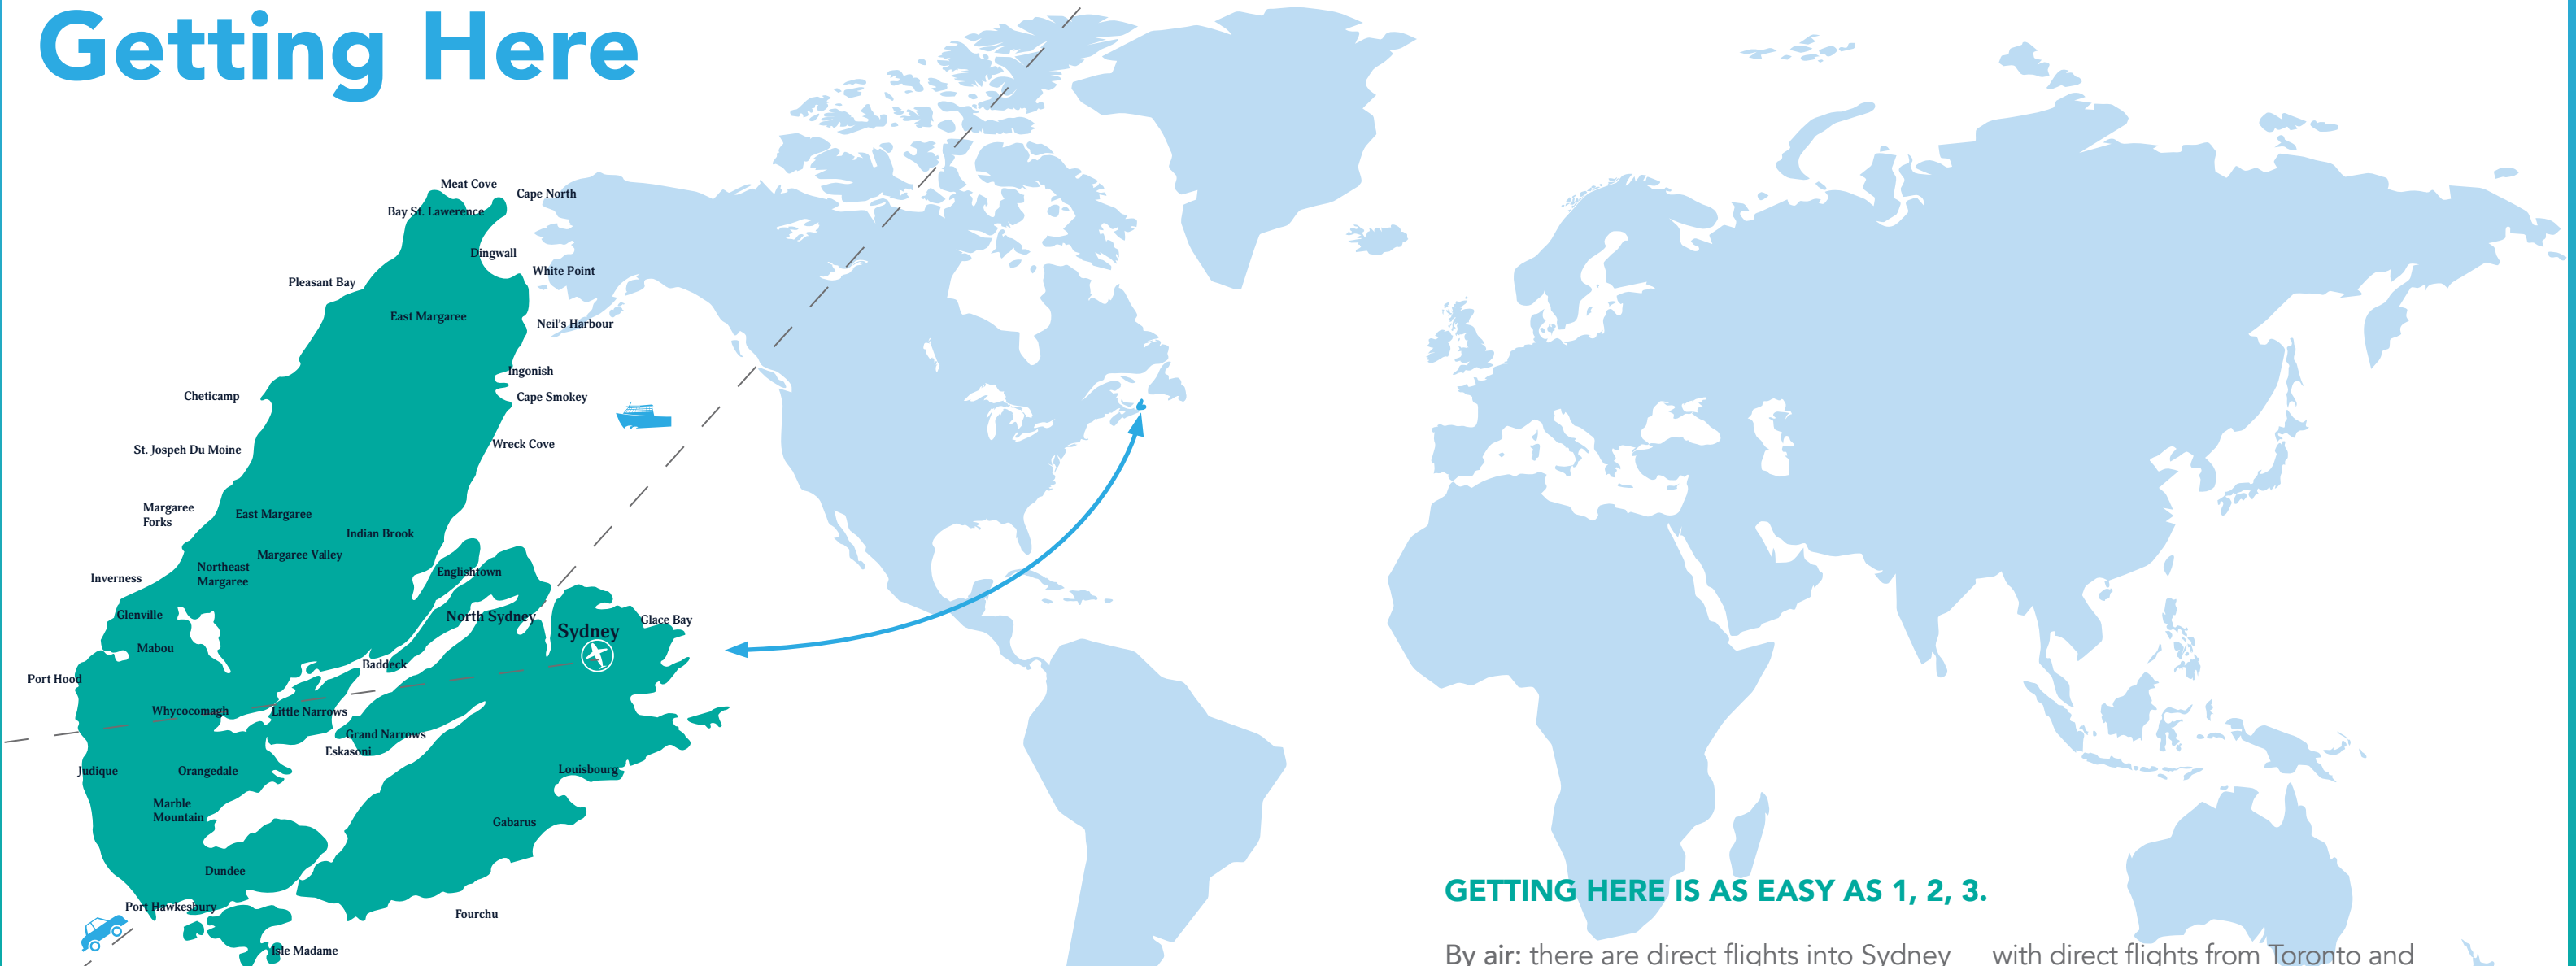 Getting Here
Meat Cove
Cape North
Bay St. Lawerence
Dingwall
White Point
Pleasant Bay
East Margaree
Neil's Harbour
Ingonish
Cheticamp
Cape Smokey
Wreck Cove
St. Jospeh Du Moine
Margaree
Forks
East Margaree
Indian Brook
Margaree Valley
Northeast
Margaree
Inverness
Englishtown
Glenville
North Sydney
Sydney
Glace Bay
Mabou
Baddeck
Port Hood
Whycocomagh
Little Narrows
Grand Narrows
Eskasoni
Judique
Orangedale
Louisbourg
Marble
Mountain
Gabarus
Dundee
Port Hawkesbury
Fourchu
Isle Madame
GETTING HERE IS AS EASY AS 1, 2, 3.
By air: there are direct flights into Sydney
with direct flights from Toronto and